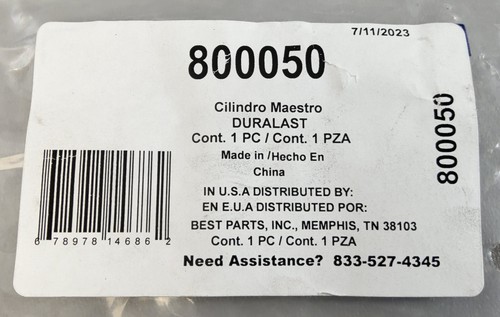 7/11/2023
800050
Cilindro Maestro
DURALAST
Cont. 1 PC / Cont. 1 PZA
Made in /Hecho En
China
IN U.S.A DISTRIBUTED BY:
EN E.U.A DISTRIBUTED POR:
BEST PARTS, INC., MEMPHIS, TN 38103
Cont. 1 PC / Cont. 1 PZA
Need Assistance? 833-527-4345
6 78978 14686 2
800050